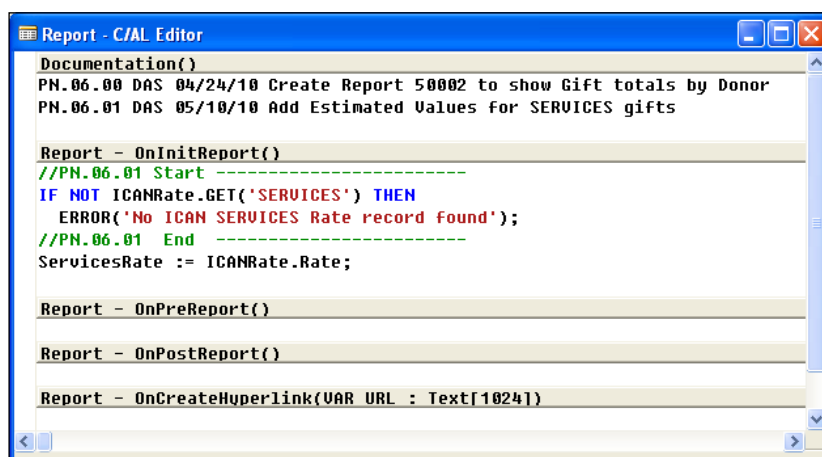 Report - C/AL Editor
Documentation()
PN.06.00 DAS 04/24/10 Create Report 50002 to show Gift totals by Donor
PN.06.01 DAS 05/10/10 Add Estimated Values for SERVICES gifts
Report - OnInitReport()
//PN.06.01 Start -------------------------
IF NOT ICANRate.GET('SERVICES') THEN
ERROR('No ICAN SERVICES Rate record found');
//PN.06.01  End  -------------------------
ServicesRate := ICANRate.Rate;
Report - OnPreReport()
Report - OnPostReport()
Report - OnCreateHyperlink(VAR URL : Text[1024])